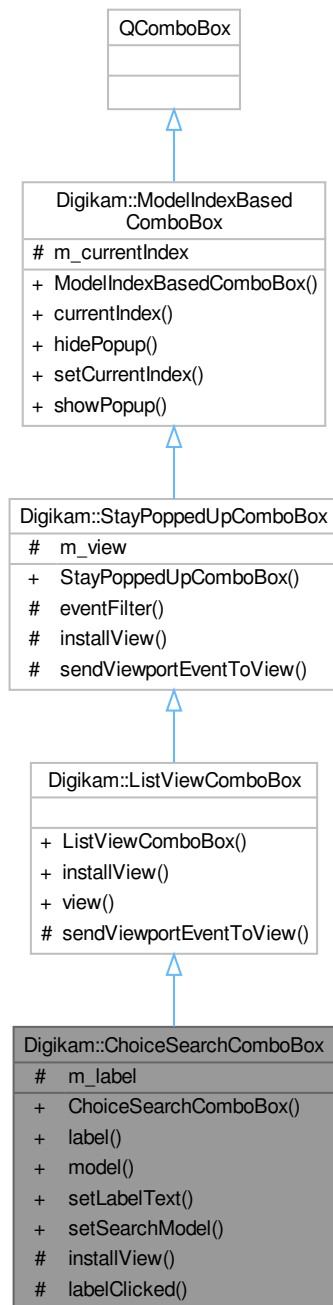 QComboBox
Digikam::ModelIndexBased
ComboBox
# m_currentIndex
+ ModelIndexBasedComboBox()
+ currentIndex()
+ hidePopup()
+ setCurrentIndex()
+ showPopup()
Digikam::StayPoppedUpComboBox
# m_view
+ StayPoppedUpComboBox()
# eventFilter()
# installView()
# sendViewportEventToView()
Digikam::ListViewComboBox
+ ListViewComboBox()
+ installView()
+ view()
# sendViewportEventToView()
Digikam::ChoiceSearchComboBox
# m_label
+ ChoiceSearchComboBox()
+ label()
+ model()
+ setLabelText()
+ setSearchModel()
# installView()
# labelClicked()